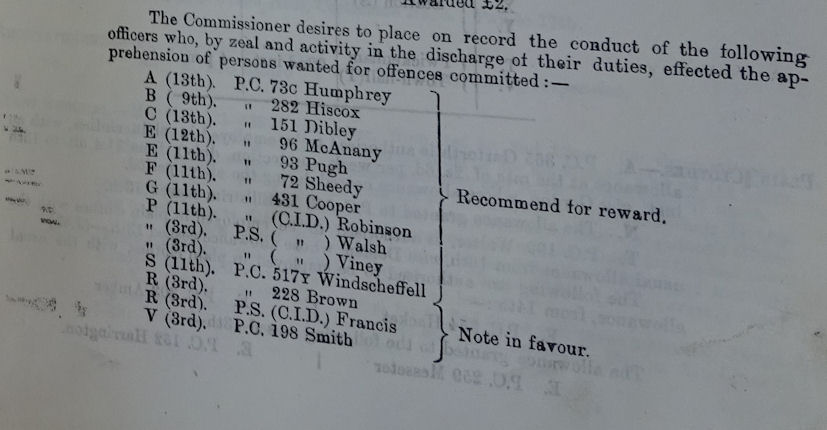 Awarded £2.
The Commissioner desires to place on record the conduct of the following
officers who, by zeal and activity in the discharge of their duties, effected the ap-
prehension of persons wanted for offences committed :—
A (13th). P.C. 73c Humphrey
B ( 9th). " 282 Hiscox
C (13th). " 151 Dibley
E (12th). " 96 McAnany
E (11th). " 93 Pugh
F (11th). " 72 Sheedy
G (11th). " 431 Cooper
P (11th). " (C.I.D.) Robinson
" (3rd). P.S. ( " ) Walsh
" (3rd). " ( " ) Viney
S (11th). P.C. 517Y Windscheffell
R (3rd). " 228 Brown
Recommend for reward.
R (3rd). P.S. (C.I.D.) Francis
V (3rd). P.C. 198 Smith
Note in favour.